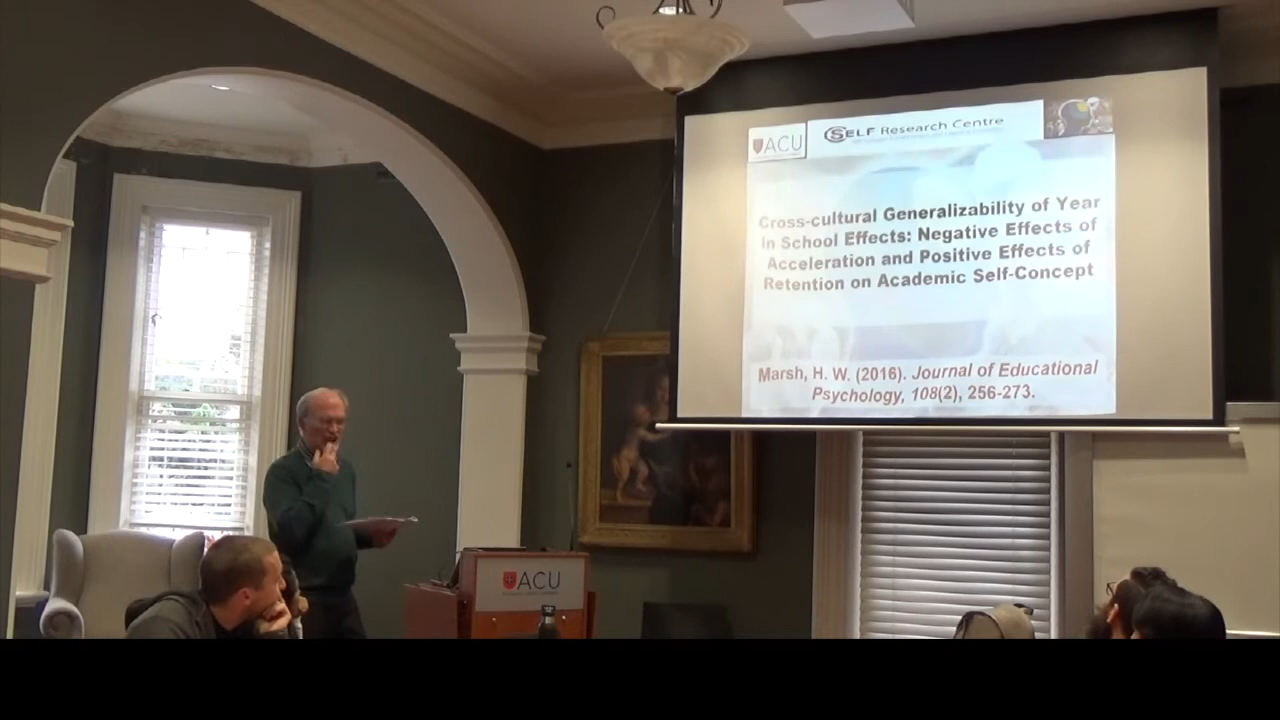 ACU
SELF Research Centre
Cross-cultural Generalizability of Year
in School Effects: Negative Effects of
Acceleration and Positive Effects of
Retention on Academic Self-Concept
Marsh, H. W. (2016). Journal of Educational
Psychology, 108(2), 256-273.
ACU